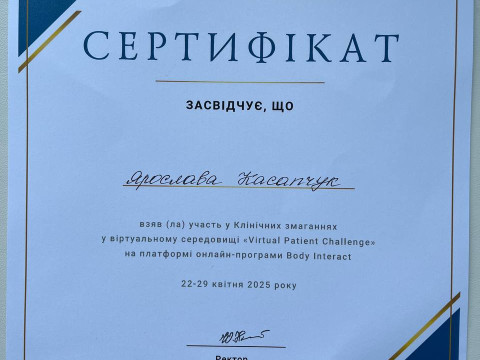 СЕРТИФІКАТ
ЗАСВІДЧУЄ, ЩО
Ярослава Касапчук
взяв (ла) участь у Клінічних змаганнях
у віртуальному середовищі «Virtual Patient Challenge»
на платформі онлайн-програми Body Interact
22-29 квітня 2025 року
Ректор